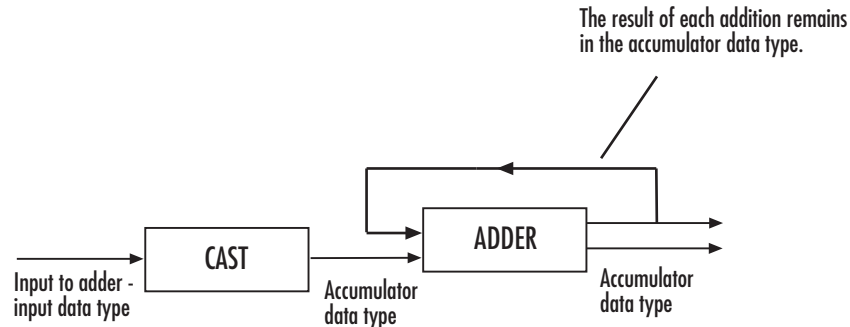 The result of each addition remains
in the accumulator data type.
ADDER
CAST
Input to adder -
input data type
Accumulator
data type
Accumulator
data type